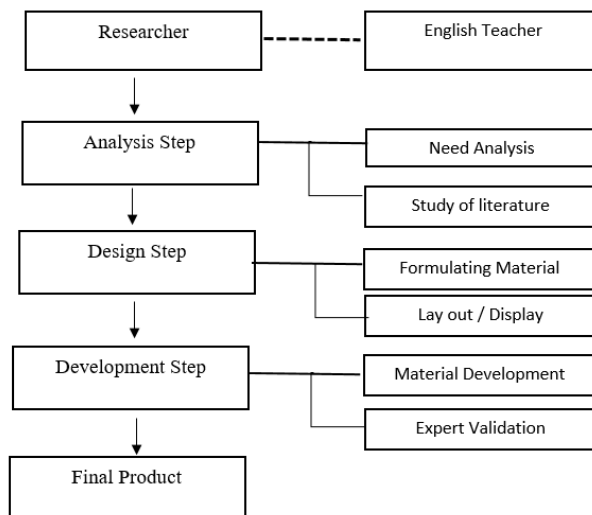 Researcher
English Teacher
Analysis Step
Need Analysis
Study of literature
Design Step
Formulating Material
Lay out / Display
Development Step
Material Development
Expert Validation
Final Product